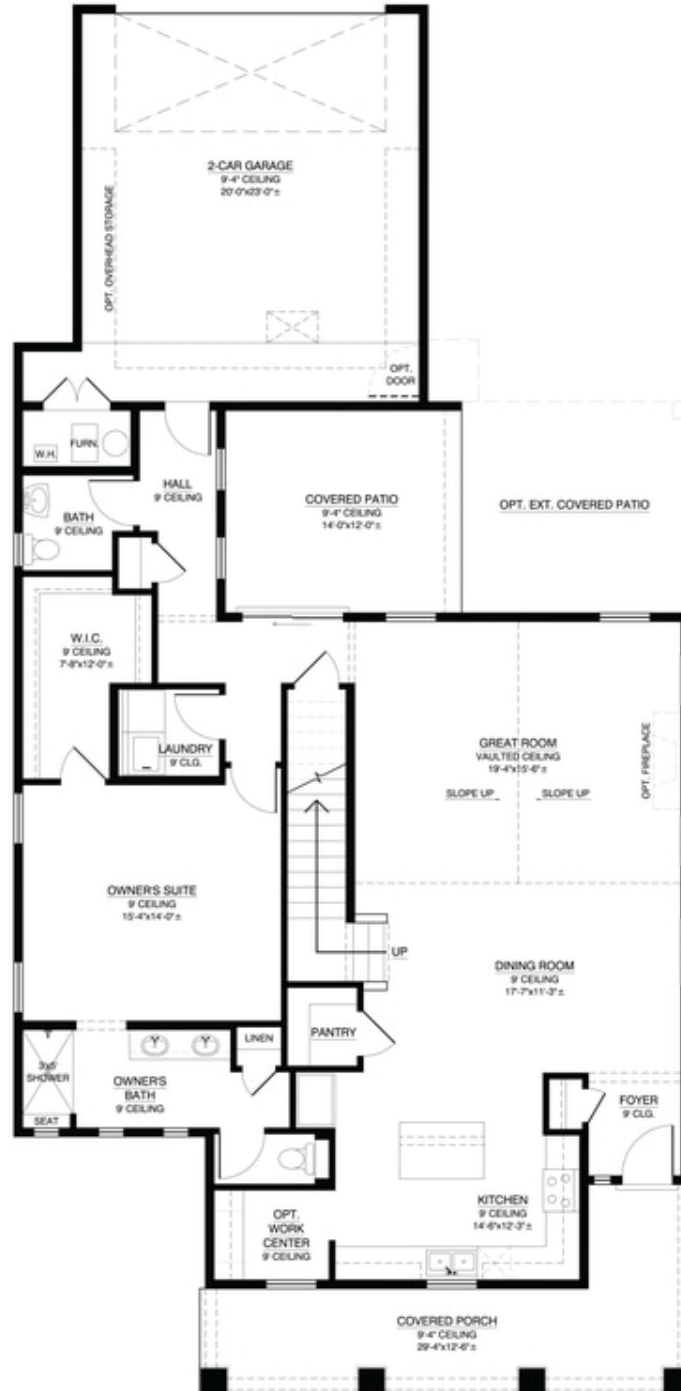 2-CAR GARAGE
9'-4" CEILING
20'-0"x23'-0"±
OPT. OVERHEAD STORAGE
OPT.
DOOR
W.H.
FURN.
HALL
9' CEILING
BATH
9' CEILING
COVERED PATIO
9'-4" CEILING
14'-0"x12'-0"±
OPT. EXT. COVERED PATIO
W.I.C.
9' CEILING
7'-8"x12'-0"±
LAUNDRY
9' CLG.
GREAT ROOM
VAULTED CEILING
19'-4"x15'-6"±
SLOPE UP
SLOPE UP
OPT. FIREPLACE
OWNER'S SUITE
9' CEILING
15'-4"x14'-0"±
UP
DINING ROOM
9' CEILING
17'-7"x11'-3"±
PANTRY
LINEN
3'x5'
SHOWER
SEAT
OWNER'S
BATH
9' CEILING
FOYER
9' CLG.
KITCHEN
9' CEILING
14'-6"x12'-3"±
OPT.
WORK
CENTER
9' CEILING
COVERED PORCH
9'-4" CEILING
29'-4"x12'-6"±